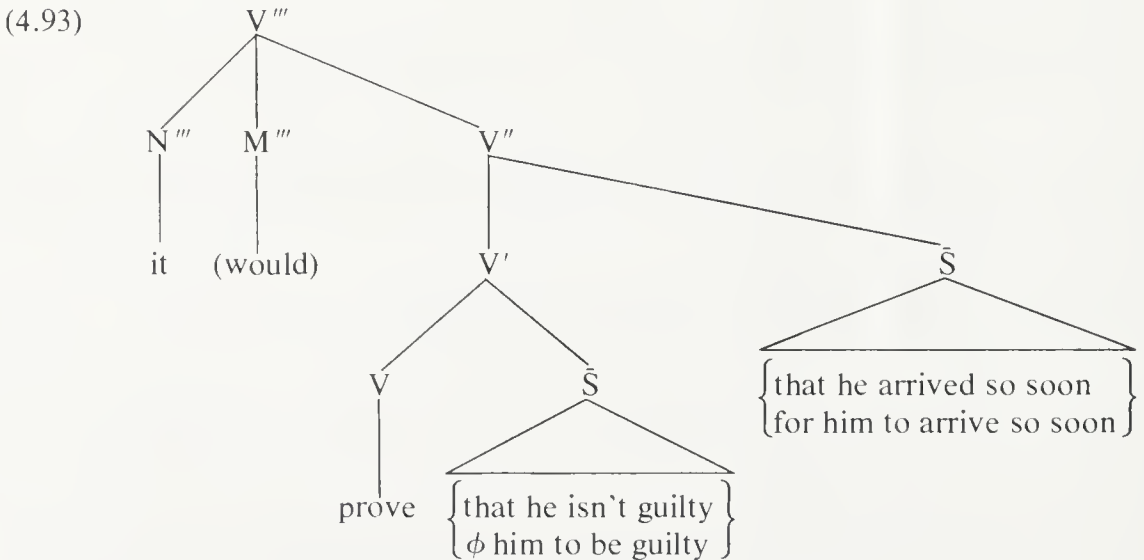 (4.93) V‴
N‴ M‴ V″
it (would) V′ S̄
V S̄
that he arrived so soon
for him to arrive so soon
prove
that he isn't guilty
ϕ him to be guilty